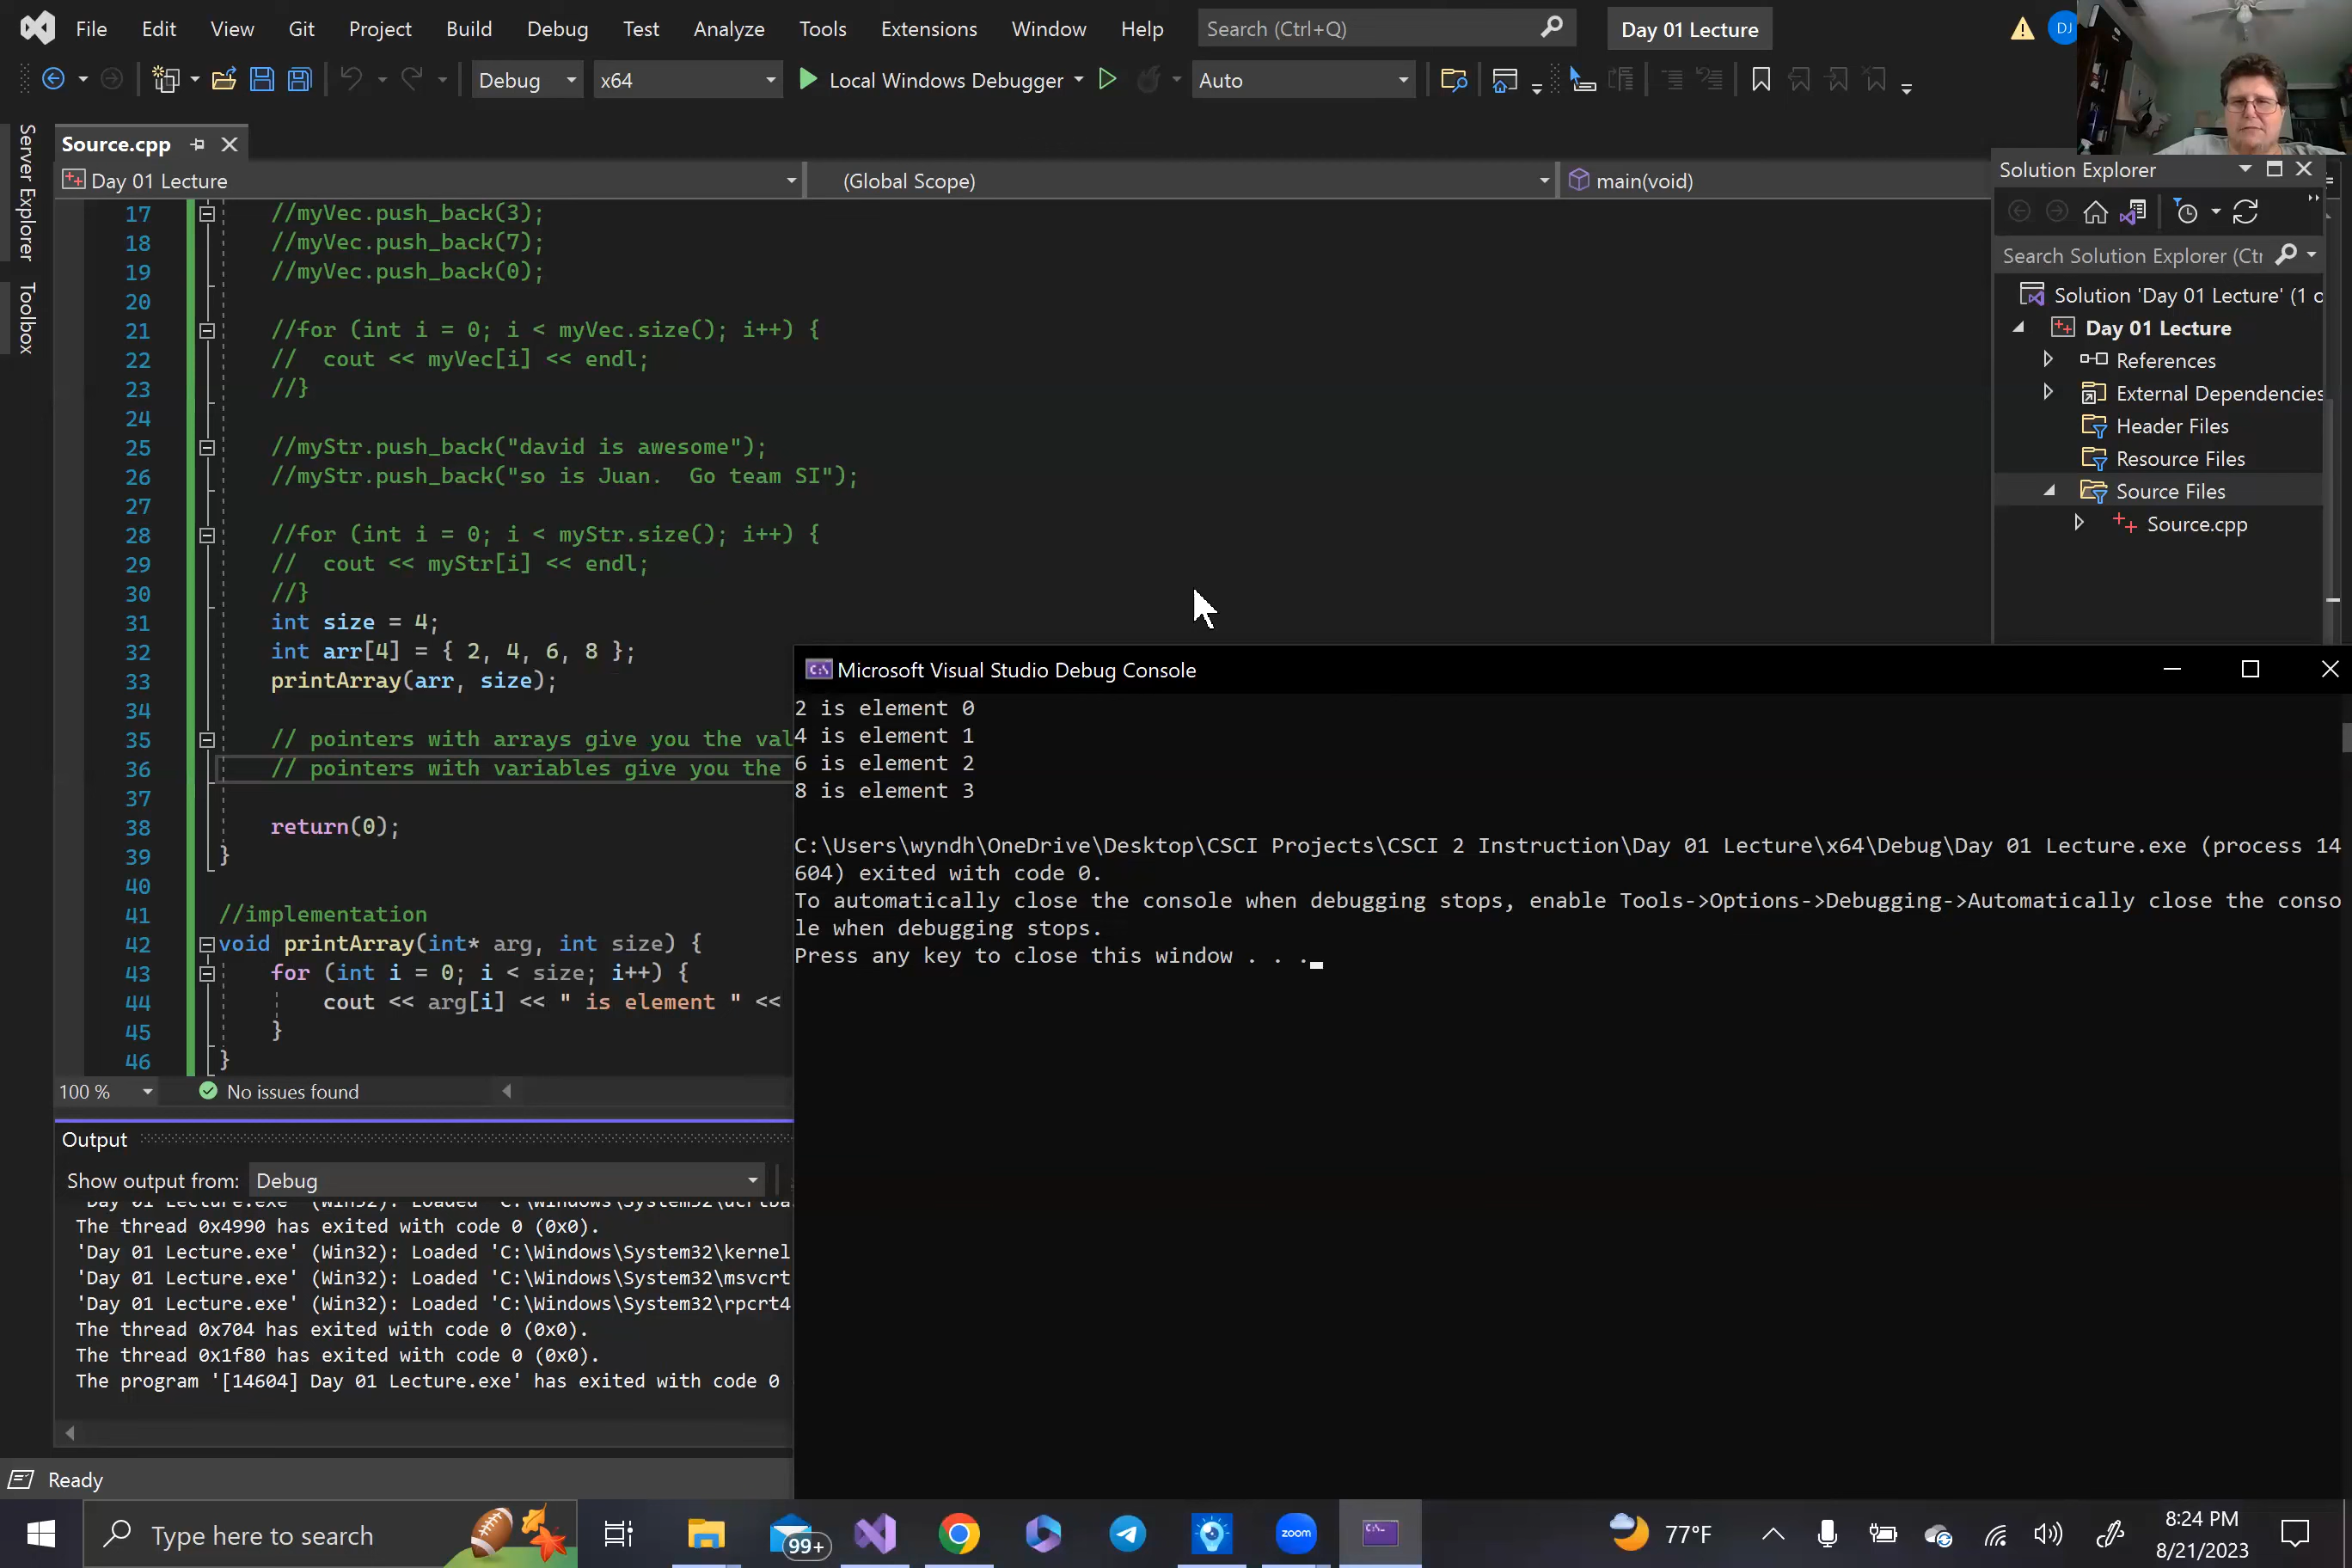 File Edit View Git Project Build Debug Test Analyze Tools Extensions Window Help Search (Ctrl+Q) Day 01 Lecture DJ
Debug x64 Local Windows Debugger Auto
Server Explorer
Toolbox
Source.cpp
Day 01 Lecture (Global Scope) main(void)
17 //myVec.push_back(3);
18 //myVec.push_back(7);
19 //myVec.push_back(0);
20
21 //for (int i = 0; i < myVec.size(); i++) {
22 // cout << myVec[i] << endl;
23 //}
24
25 //myStr.push_back("david is awesome");
26 //myStr.push_back("so is Juan.  Go team SI");
27
28 //for (int i = 0; i < myStr.size(); i++) {
29 // cout << myStr[i] << endl;
30 //}
31 int size = 4;
32 int arr[4] = { 2, 4, 6, 8 };
33 printArray(arr, size);
34
35 // pointers with arrays give you the val
36 // pointers with variables give you the
37
38 return(0);
39 }
40
41 //implementation
42 void printArray(int* arg, int size) {
43 for (int i = 0; i < size; i++) {
44 cout << arg[i] << " is element " <<
45 }
46 }
100 % No issues found
Output
Show output from: Debug
'Day 01 Lecture.exe' (Win32): Loaded 'C:\Windows\System32\ucrtba
The thread 0x4990 has exited with code 0 (0x0).
'Day 01 Lecture.exe' (Win32): Loaded 'C:\Windows\System32\kernel
'Day 01 Lecture.exe' (Win32): Loaded 'C:\Windows\System32\msvcrt
'Day 01 Lecture.exe' (Win32): Loaded 'C:\Windows\System32\rpcrt4
The thread 0x704 has exited with code 0 (0x0).
The thread 0x1f80 has exited with code 0 (0x0).
The program '[14604] Day 01 Lecture.exe' has exited with code 0
Solution Explorer
Search Solution Explorer (Ctr
Solution 'Day 01 Lecture' (1 o
Day 01 Lecture
References
External Dependencies
Header Files
Resource Files
Source Files
Source.cpp
Microsoft Visual Studio Debug Console
2 is element 0
4 is element 1
6 is element 2
8 is element 3
C:\Users\wyndh\OneDrive\Desktop\CSCI Projects\CSCI 2 Instruction\Day 01 Lecture\x64\Debug\Day 01 Lecture.exe (process 14
604) exited with code 0.
To automatically close the console when debugging stops, enable Tools->Options->Debugging->Automatically close the conso
le when debugging stops.
Press any key to close this window . . .
Ready
Type here to search 99+ zoom 77°F 8:24 PM
8/21/2023